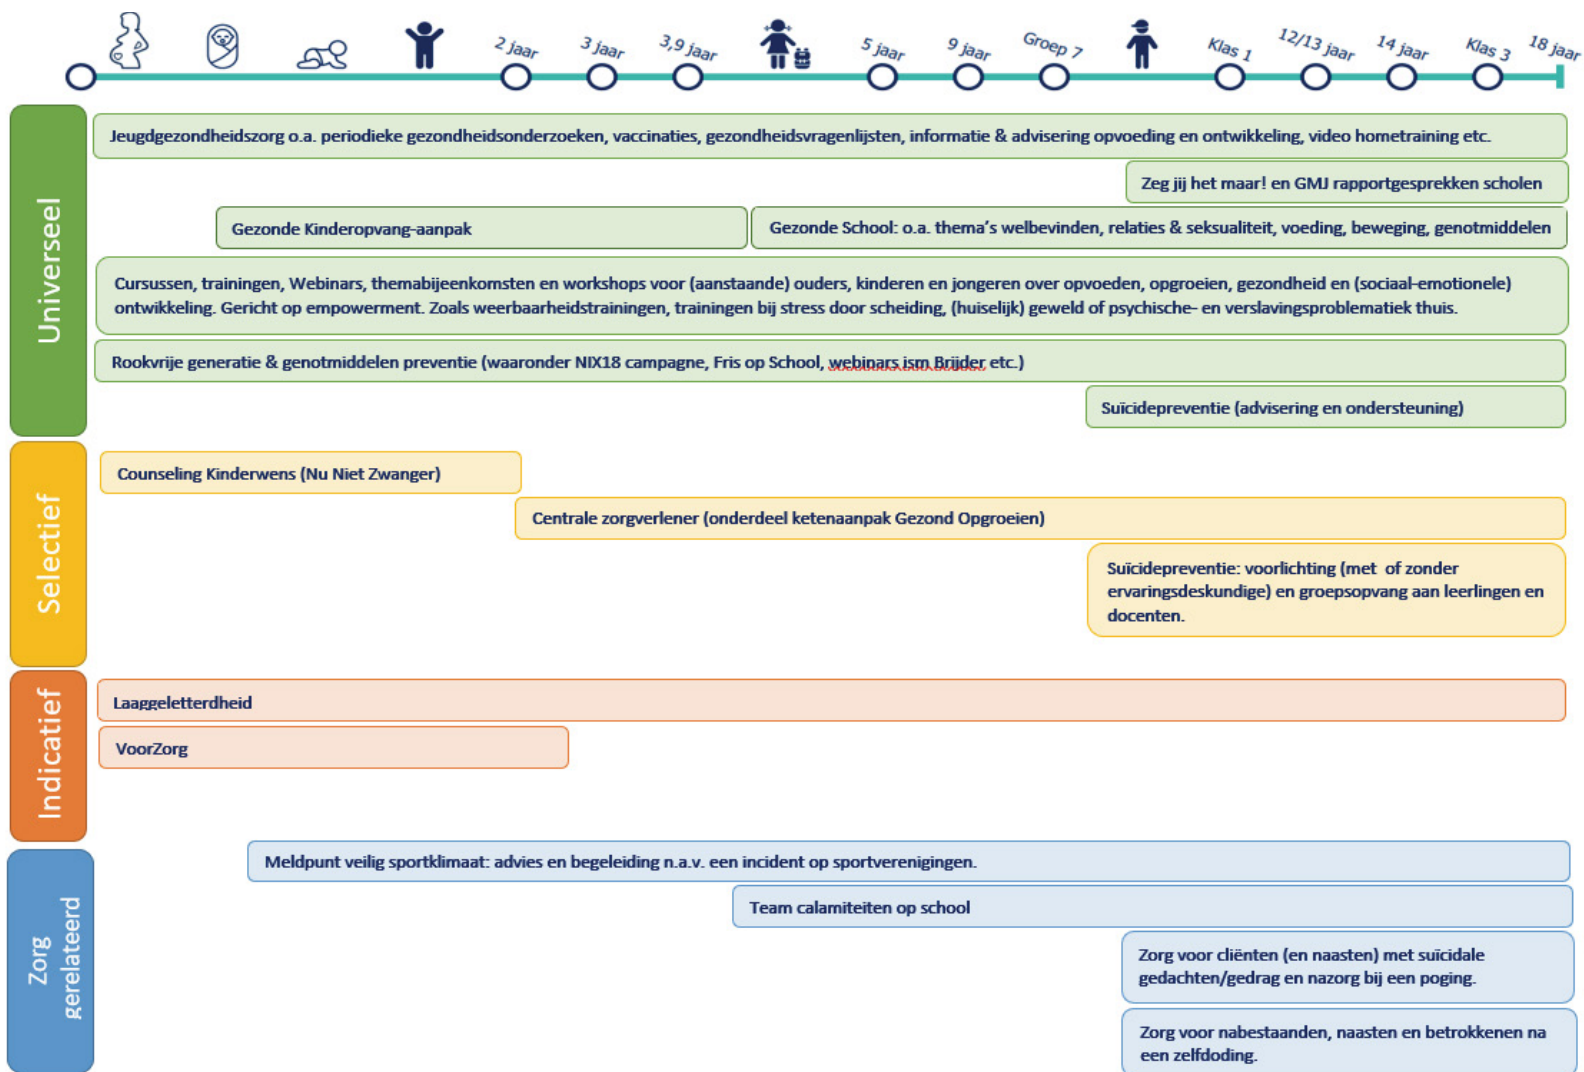 2 jaar
3 jaar
3,9 jaar
5 jaar
9 jaar
Groep 7
Klas 1
12/13 jaar
14 jaar
Klas 3
18 jaar
Universeel
Jeugdgezondheidszorg o.a. periodieke gezondheidsonderzoeken, vaccinaties, gezondheidsvragenlijsten, informatie & advisering opvoeding en ontwikkeling, video hometraining etc.
Zeg jij het maar! en GMJ rapportgesprekken scholen
Gezonde Kinderopvang-aanpak
Gezonde School: o.a. thema's welbevinden, relaties & seksualiteit, voeding, beweging, genotmiddelen
Cursussen, trainingen, Webinars, themabijeenkomsten en workshops voor (aanstaande) ouders, kinderen en jongeren over opvoeden, opgroeien, gezondheid en (sociaal-emotionele)
ontwikkeling. Gericht op empowerment. Zoals weerbaarheidstrainingen, trainingen bij stress door scheiding, (huiselijk) geweld of psychische- en verslavingsproblematiek thuis.
Rookvrije generatie & genotmiddelen preventie (waaronder NIX18 campagne, Fris op School, webinars ism Brijder etc.)
Suïcidepreventie (advisering en ondersteuning)
Selectief
Counseling Kinderwens (Nu Niet Zwanger)
Centrale zorgverlener (onderdeel ketenaanpak Gezond Opgroeien)
Suïcidepreventie: voorlichting (met of zonder
ervaringsdeskundige) en groepsopvang aan leerlingen en
docenten.
Indicatief
Laaggeletterdheid
VoorZorg
Zorg
gerelateerd
Meldpunt veilig sportklimaat: advies en begeleiding n.a.v. een incident op sportverenigingen.
Team calamiteiten op school
Zorg voor cliënten (en naasten) met suïcidale
gedachten/gedrag en nazorg bij een poging.
Zorg voor nabestaanden, naasten en betrokkenen na
een zelfdoding.